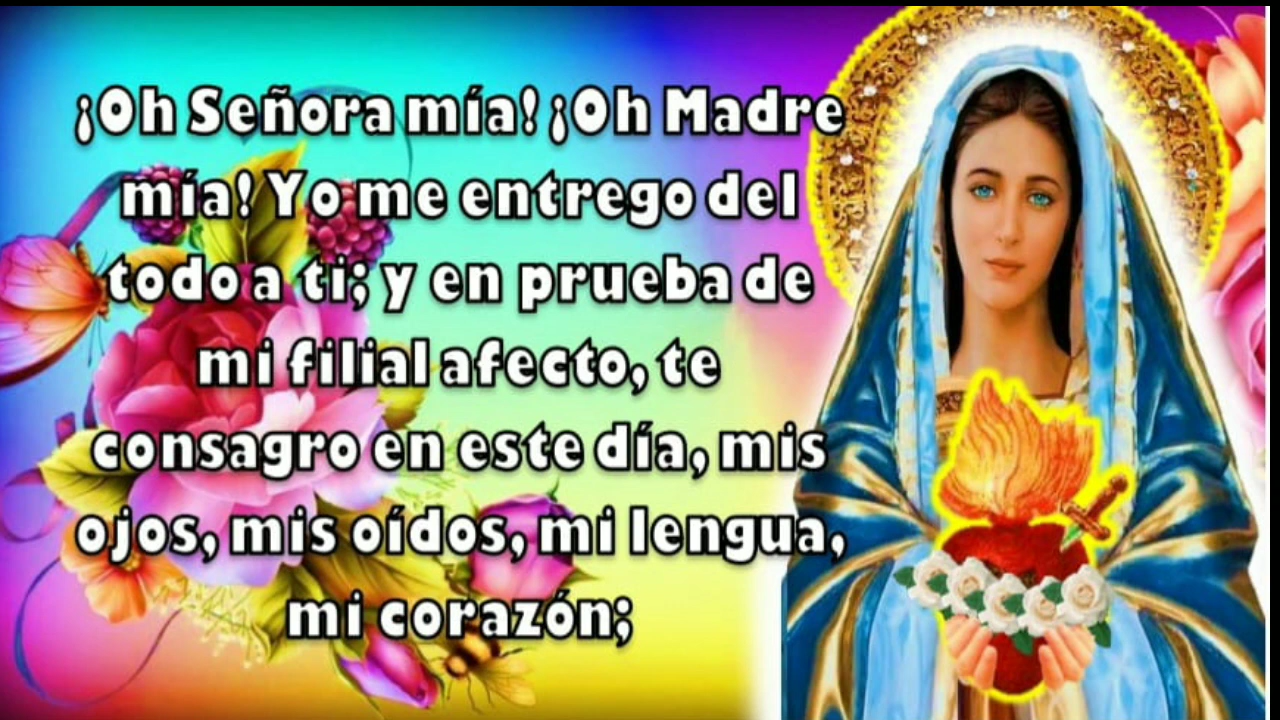 ¡Oh Señora mía! ¡Oh Madre
mía! Yo me entrego del
todo a ti; y en prueba de
mi filial afecto, te
consagro en este día, mis
ojos, mis oídos, mi lengua,
mi corazón;